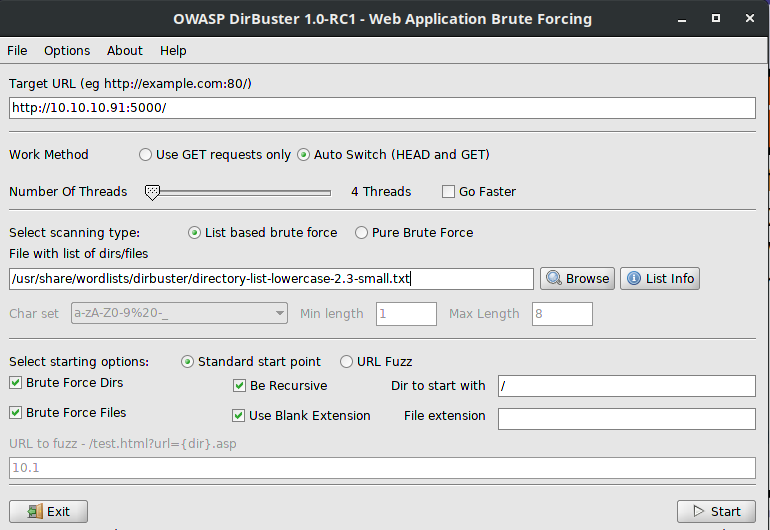 OWASP DirBuster 1.0-RC1 - Web Application Brute Forcing
File Options About Help
Target URL (eg http://example.com:80/)
http://10.10.10.91:5000/
Work Method Use GET requests only Auto Switch (HEAD and GET)
Number Of Threads 4 Threads Go Faster
Select scanning type: List based brute force Pure Brute Force
File with list of dirs/files
/usr/share/wordlists/dirbuster/directory-list-lowercase-2.3-small.txt Browse List Info
Char set a-zA-Z0-9%20-_ Min length 1 Max Length 8
Select starting options: Standard start point URL Fuzz
Brute Force Dirs Be Recursive Dir to start with /
Brute Force Files Use Blank Extension File extension
URL to fuzz - /test.html?url={dir}.asp
10.1
Exit Start